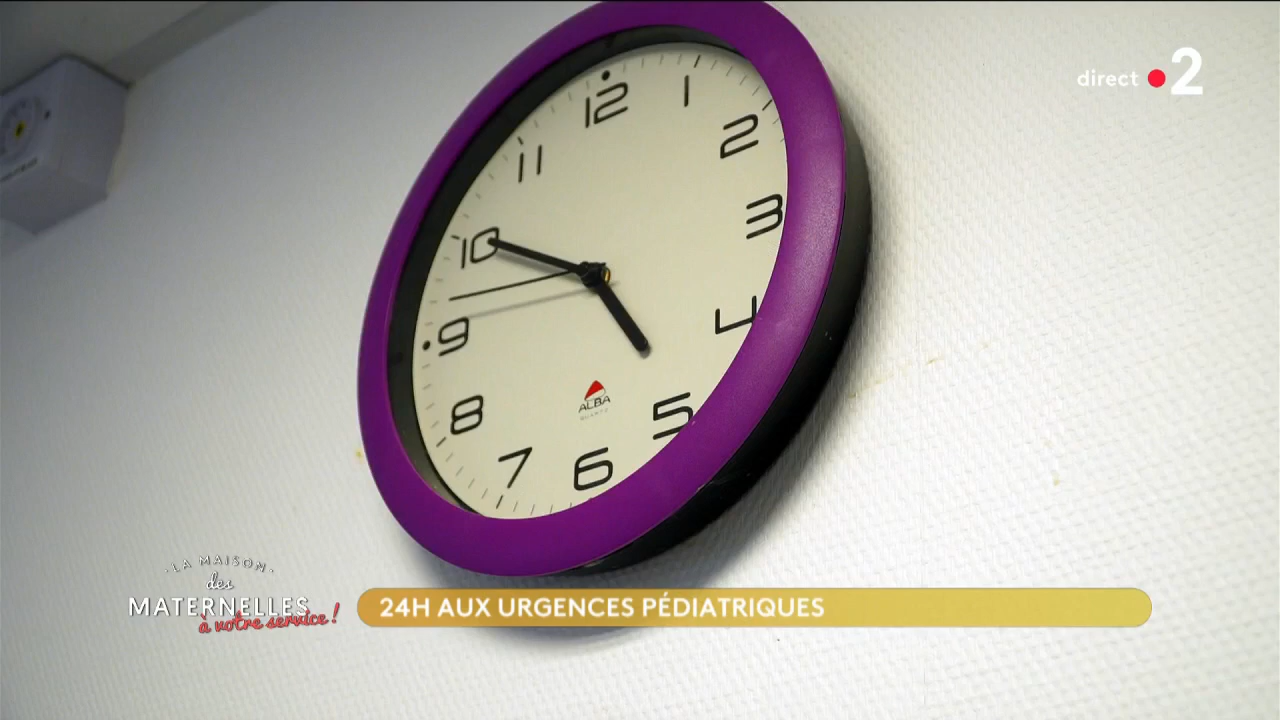 direct 2
12
1
2
3
4
5
6
7
8
9
10
11
ALBA
QUARTZ
LA MAISON
des
MATERNELLES
à votre service !
24H AUX URGENCES PÉDIATRIQUES